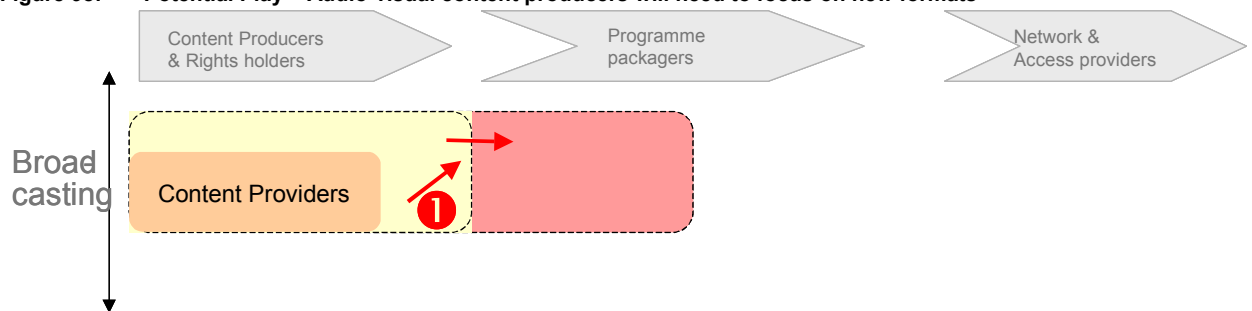 Potential Play – Audio-visual content producers will need to focus on new formats
Content Producers
& Rights holders
Programme
packagers
Network &
Access providers
Broad
casting
Content Providers
1